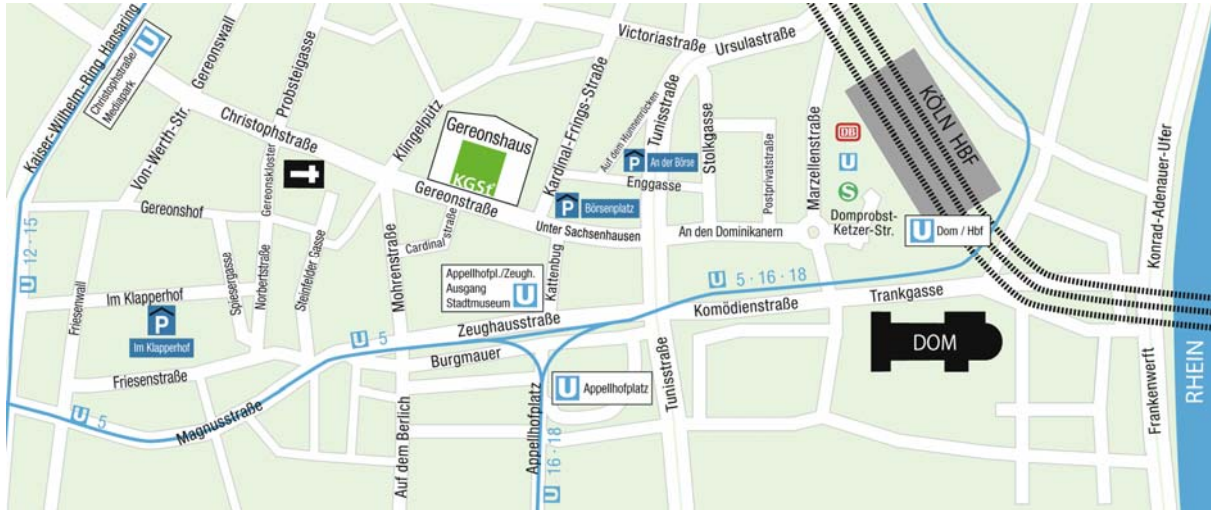 Kaiser-Wilhelm-Ring
Hansaring
Christophstraße/
Mediapark
U
Gereonswall
Von-Werth-Str.
Probsteigasse
Christophstraße
Klingelpütz
Gereonshaus
KGSt
Gereonstraße
Kardinal-Frings-Straße
Victoriastraße
Ursulastraße
Auf dem Hunnenrücken
Tunisstraße
Stolkgasse
P
An der Börse
Enggasse
P
Börsenplatz
Postprivatstraße
Marzellenstraße
DB
U
S
KÖLN HBF
Domprobst-
Ketzer-Str.
U Dom / Hbf
Konrad-Adenauer-Ufer
Gereonshof
Gereonskloster
Cardinalstraße
Unter Sachsenhausen
An den Dominikanern
U 12·15
Friesenwall
Im Klapperhof
P
Im Klapperhof
Spiesergasse
Norbertstraße
Steinfelder Gasse
Mohrenstraße
Appellhofpl./Zeugh.
Ausgang
Stadtmuseum
U
Kattenbug
U 5·16·18
Zeughausstraße
Komödienstraße
Trankgasse
DOM
Burgmauer
U 5
Friesenstraße
U 5
Magnusstraße
Auf dem Berlich
Appellhofplatz
U Appellhofplatz
U 16·18
Tunisstraße
Frankenwerft
RHEIN